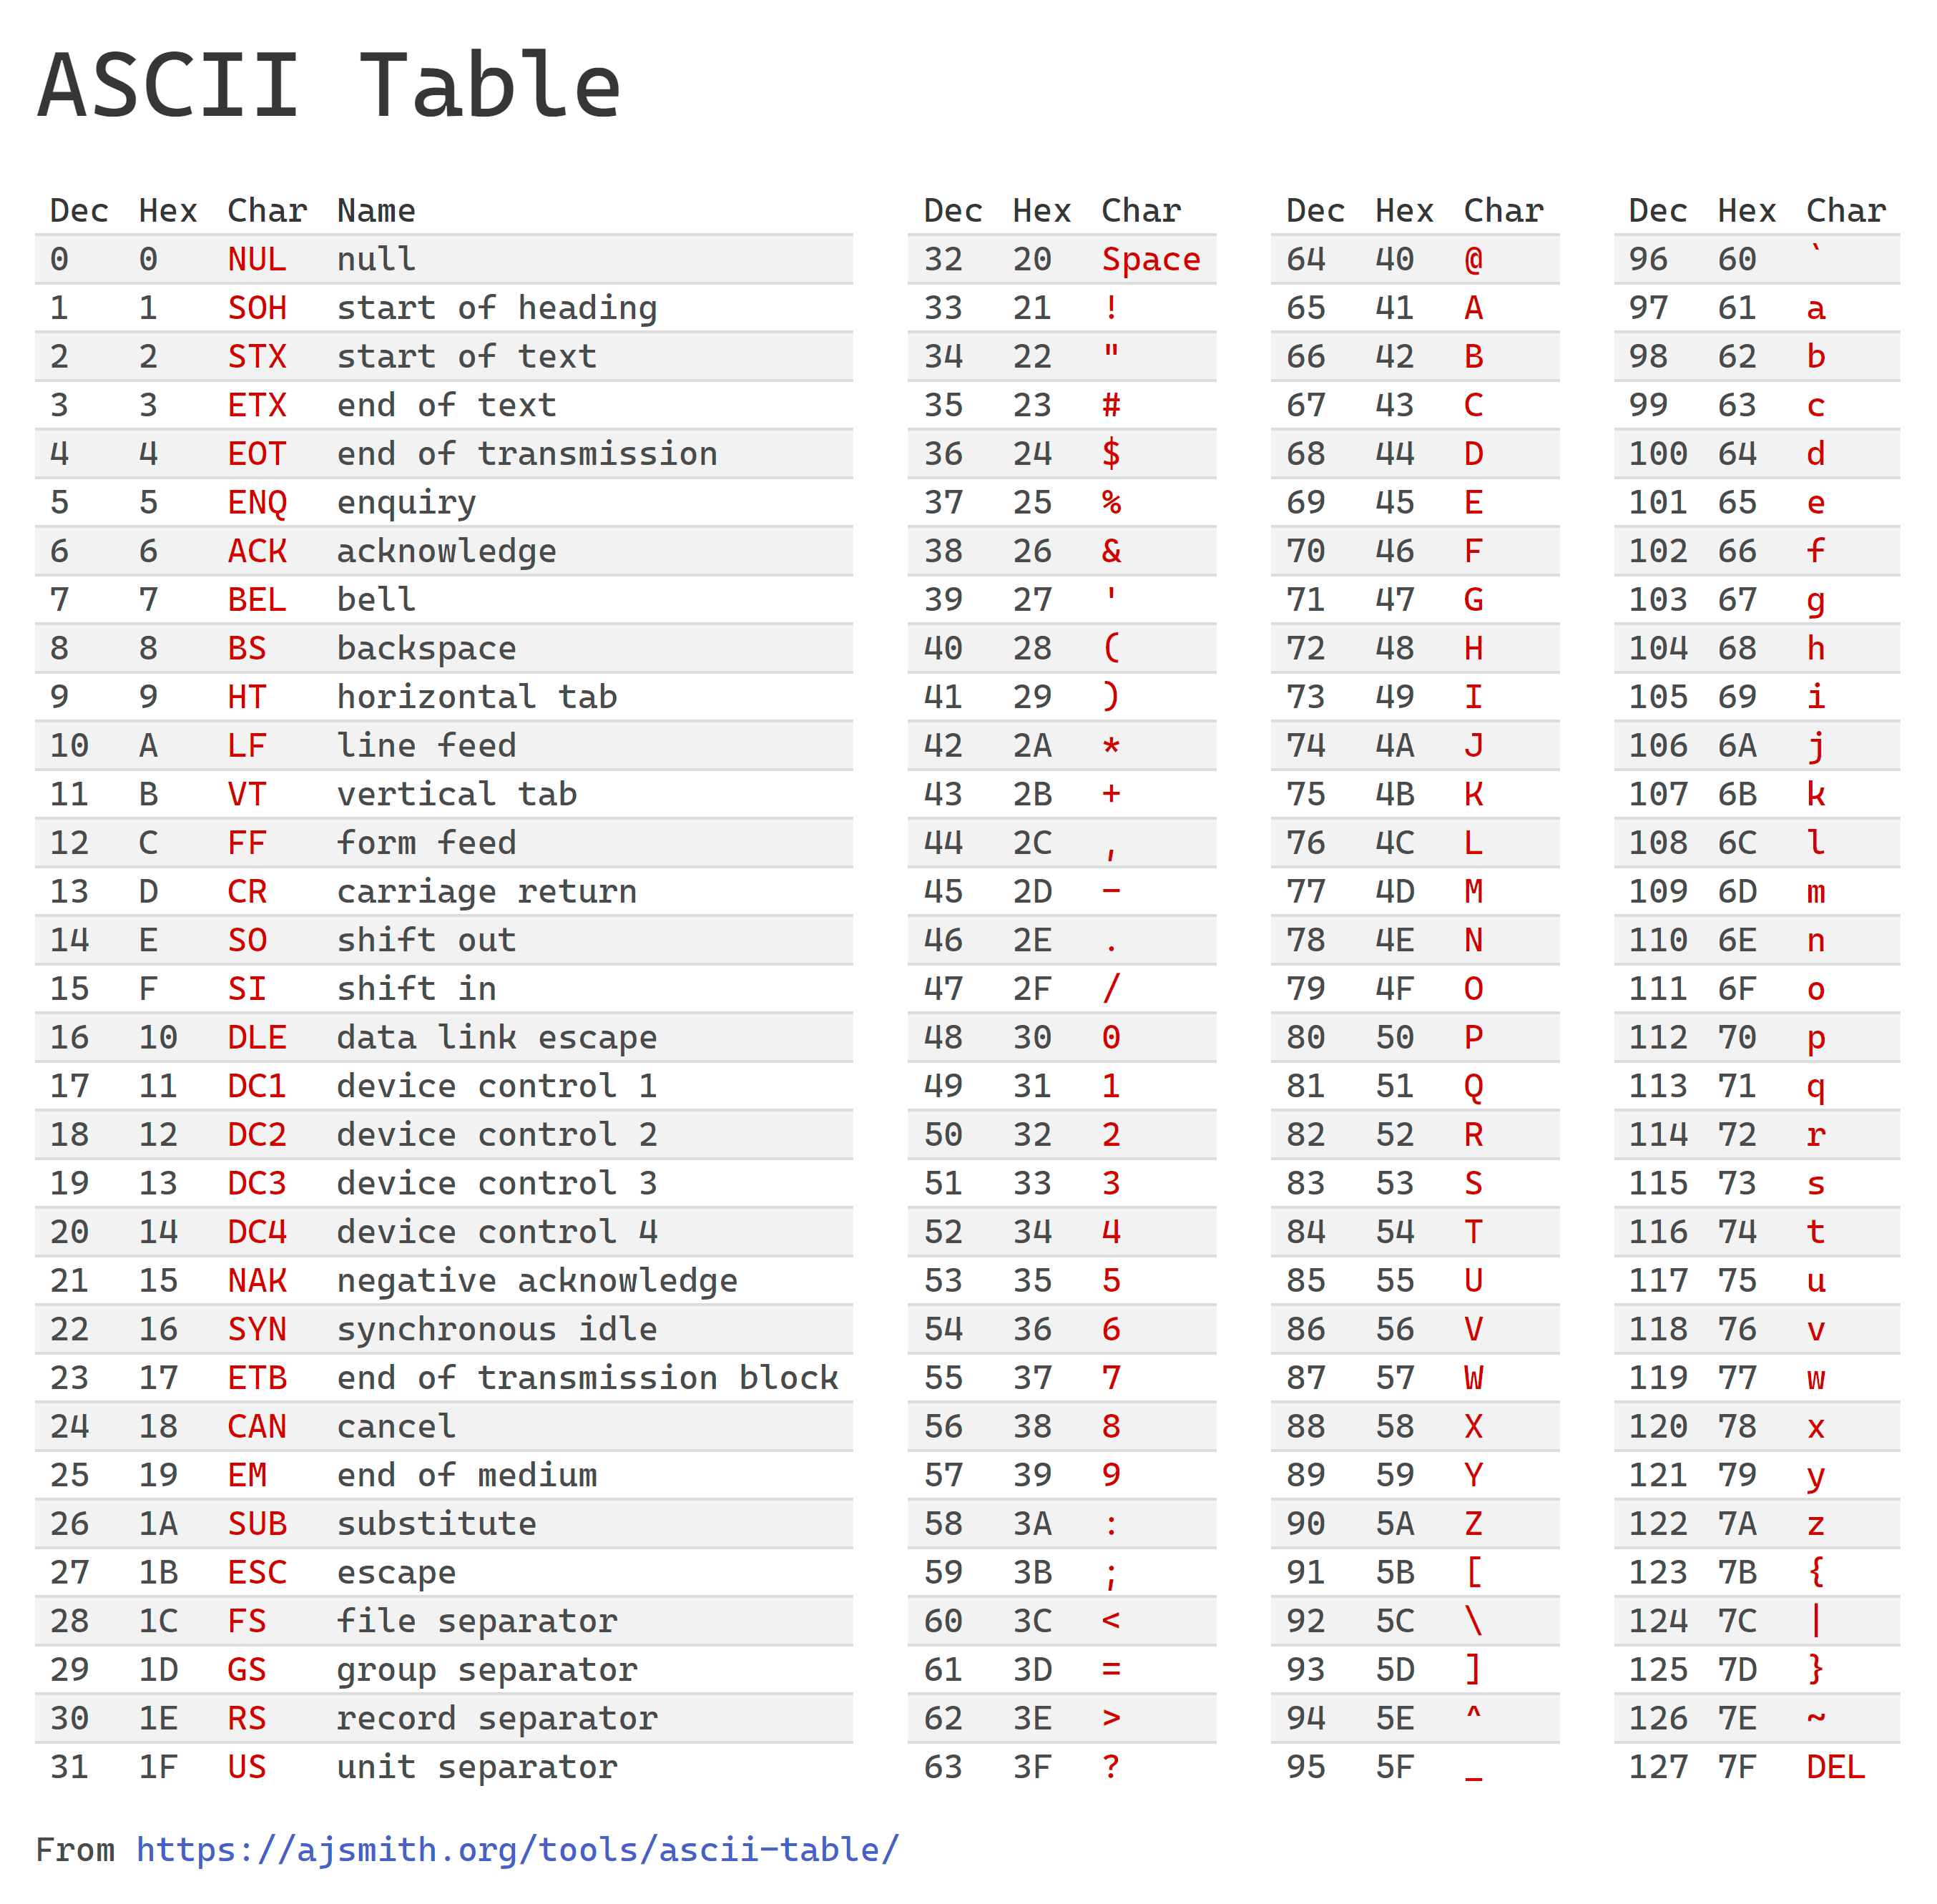 ASCII Table
Dec Hex Char Name Dec Hex Char Dec Hex Char Dec Hex Char
0 0 NUL null 32 20 Space 64 40 @ 96 60 `
1 1 SOH start of heading 33 21 ! 65 41 A 97 61 a
2 2 STX start of text 34 22 " 66 42 B 98 62 b
3 3 ETX end of text 35 23 # 67 43 C 99 63 c
4 4 EOT end of transmission 36 24 $ 68 44 D 100 64 d
5 5 ENQ enquiry 37 25 % 69 45 E 101 65 e
6 6 ACK acknowledge 38 26 & 70 46 F 102 66 f
7 7 BEL bell 39 27 ' 71 47 G 103 67 g
8 8 BS backspace 40 28 ( 72 48 H 104 68 h
9 9 HT horizontal tab 41 29 ) 73 49 I 105 69 i
10 A LF line feed 42 2A * 74 4A J 106 6A j
11 B VT vertical tab 43 2B + 75 4B K 107 6B k
12 C FF form feed 44 2C , 76 4C L 108 6C l
13 D CR carriage return 45 2D - 77 4D M 109 6D m
14 E SO shift out 46 2E . 78 4E N 110 6E n
15 F SI shift in 47 2F / 79 4F O 111 6F o
16 10 DLE data link escape 48 30 0 80 50 P 112 70 p
17 11 DC1 device control 1 49 31 1 81 51 Q 113 71 q
18 12 DC2 device control 2 50 32 2 82 52 R 114 72 r
19 13 DC3 device control 3 51 33 3 83 53 S 115 73 s
20 14 DC4 device control 4 52 34 4 84 54 T 116 74 t
21 15 NAK negative acknowledge 53 35 5 85 55 U 117 75 u
22 16 SYN synchronous idle 54 36 6 86 56 V 118 76 v
23 17 ETB end of transmission block 55 37 7 87 57 W 119 77 w
24 18 CAN cancel 56 38 8 88 58 X 120 78 x
25 19 EM end of medium 57 39 9 89 59 Y 121 79 y
26 1A SUB substitute 58 3A : 90 5A Z 122 7A z
27 1B ESC escape 59 3B ; 91 5B [ 123 7B {
28 1C FS file separator 60 3C < 92 5C \ 124 7C |
29 1D GS group separator 61 3D = 93 5D ] 125 7D }
30 1E RS record separator 62 3E > 94 5E ^ 126 7E ~
31 1F US unit separator 63 3F ? 95 5F _ 127 7F DEL
From https://ajsmith.org/tools/ascii-table/